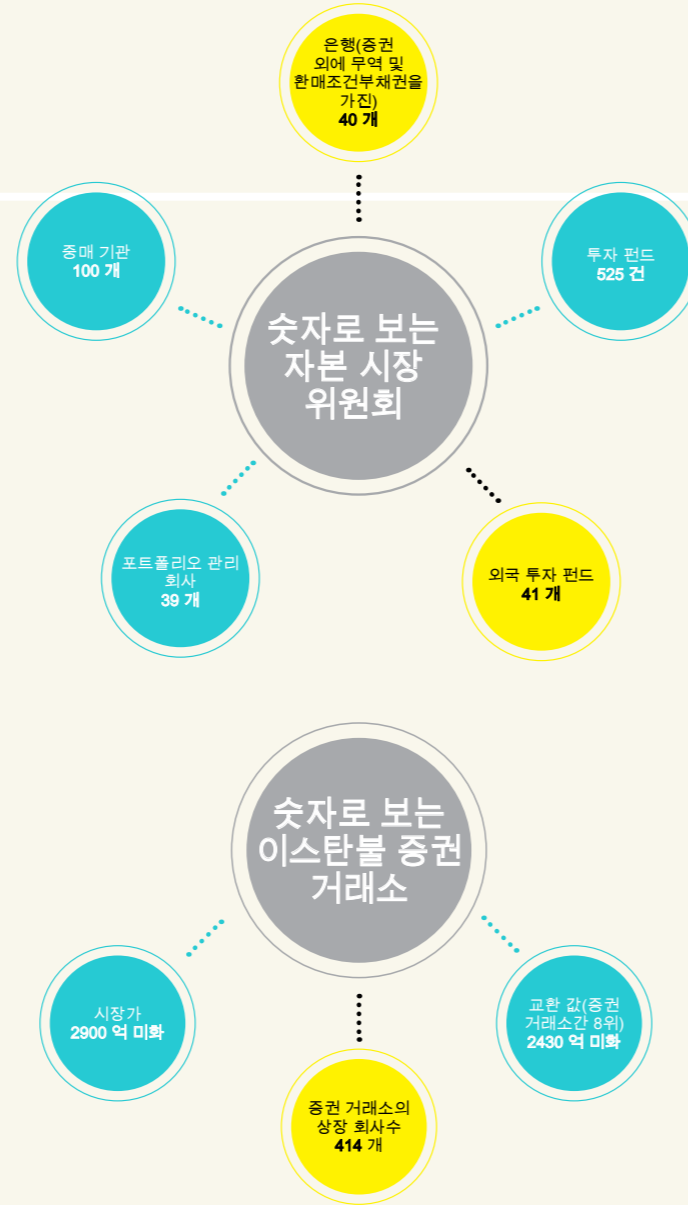 은행(증권
외에 무역 및
환매조건부채권을
가진)
40 개
중매 기관
100 개
투자 펀드
525 건
숫자로 보는
자본 시장
위원회
포트폴리오 관리
회사
39 개
외국 투자 펀드
41 개
숫자로 보는
이스탄불 증권
거래소
시장가
2900 억 미화
교환 값(증권
거래소간 8위)
2430 억 미화
증권 거래소의
상장 회사수
414 개